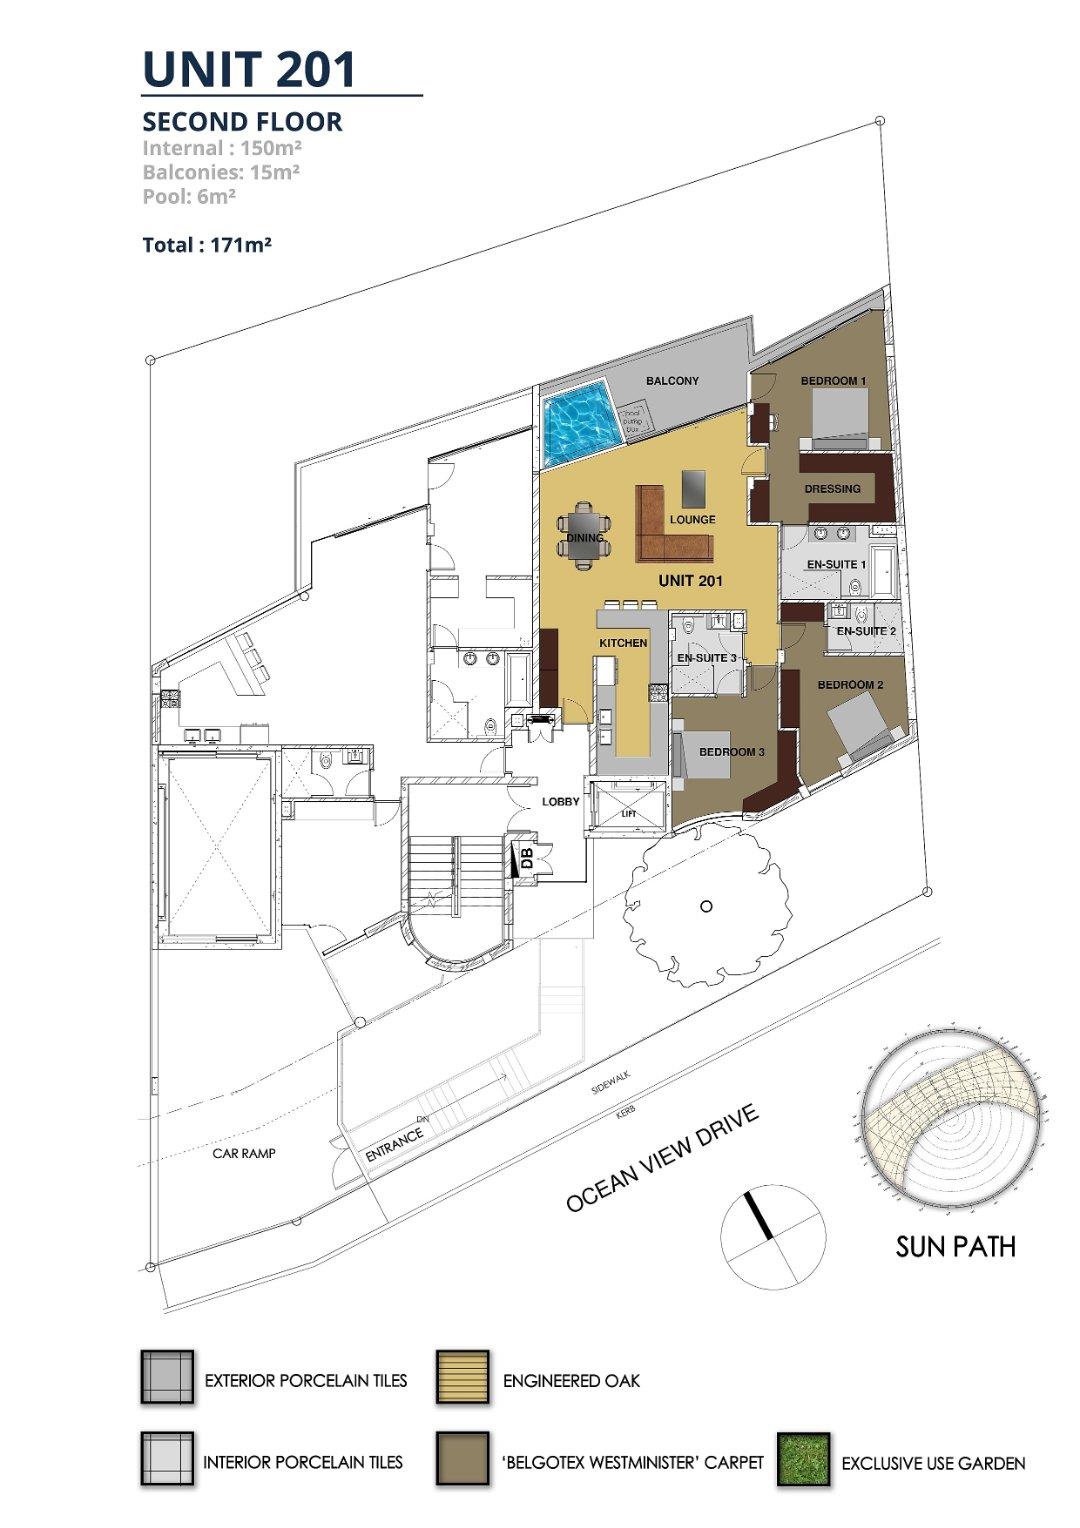 UNIT 201
SECOND FLOOR
Internal : 150m²
Balconies: 15m²
Pool: 6m²
Total : 171m²
BALCONY
BEDROOM 1
pool
pump
box
DRESSING
LOUNGE
DINING
EN-SUITE 1
UNIT 201
EN-SUITE 2
KITCHEN
EN-SUITE 3
BEDROOM 2
BEDROOM 3
LOBBY
LIFT
DB
SIDEWALK
KERB
DN
ENTRANCE
OCEAN VIEW DRIVE
CAR RAMP
SUN PATH
EXTERIOR PORCELAIN TILES
ENGINEERED OAK
INTERIOR PORCELAIN TILES
'BELGOTEX WESTMINISTER' CARPET
EXCLUSIVE USE GARDEN